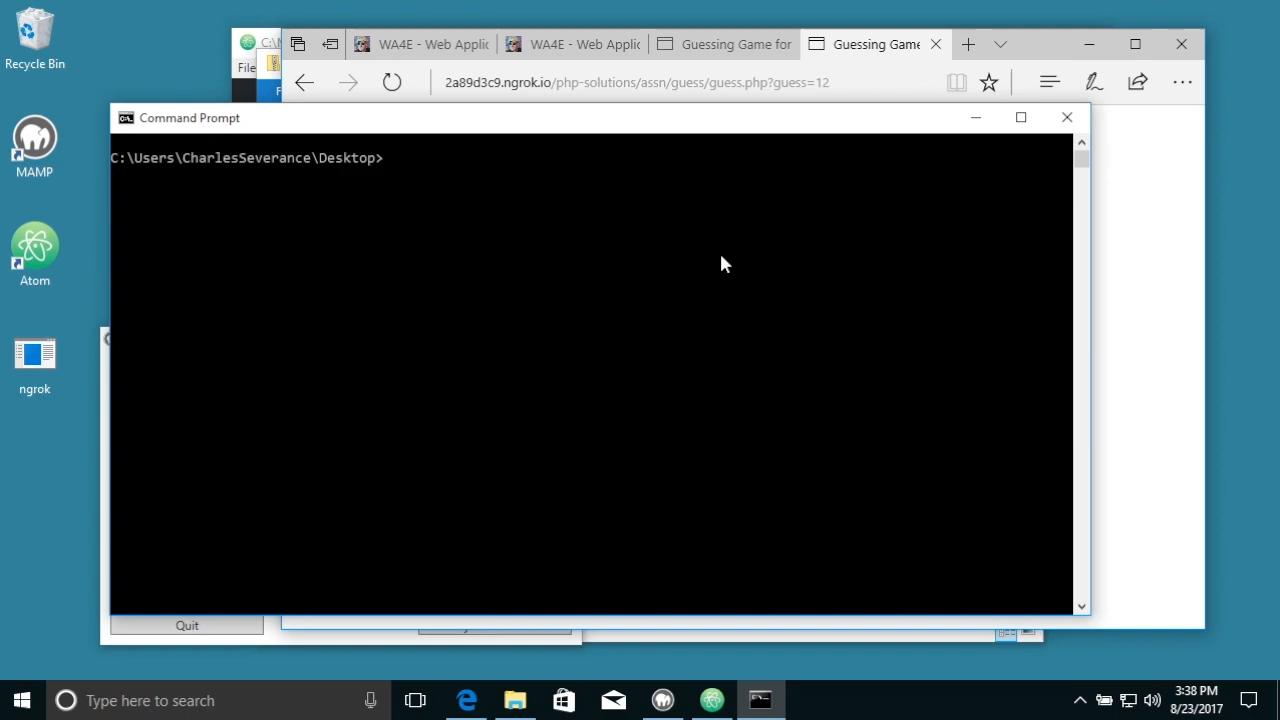 Recycle Bin
MAMP
Atom
ngrok
C:\
File
F
WA4E - Web Applic
WA4E - Web Applic
Guessing Game for
Guessing Game
2a89d3c9.ngrok.io/php-solutions/assn/guess/guess.php?guess=12
Command Prompt
C:\Users\CharlesSeverance\Desktop>
Quit
Type here to search
3:38 PM
8/23/2017